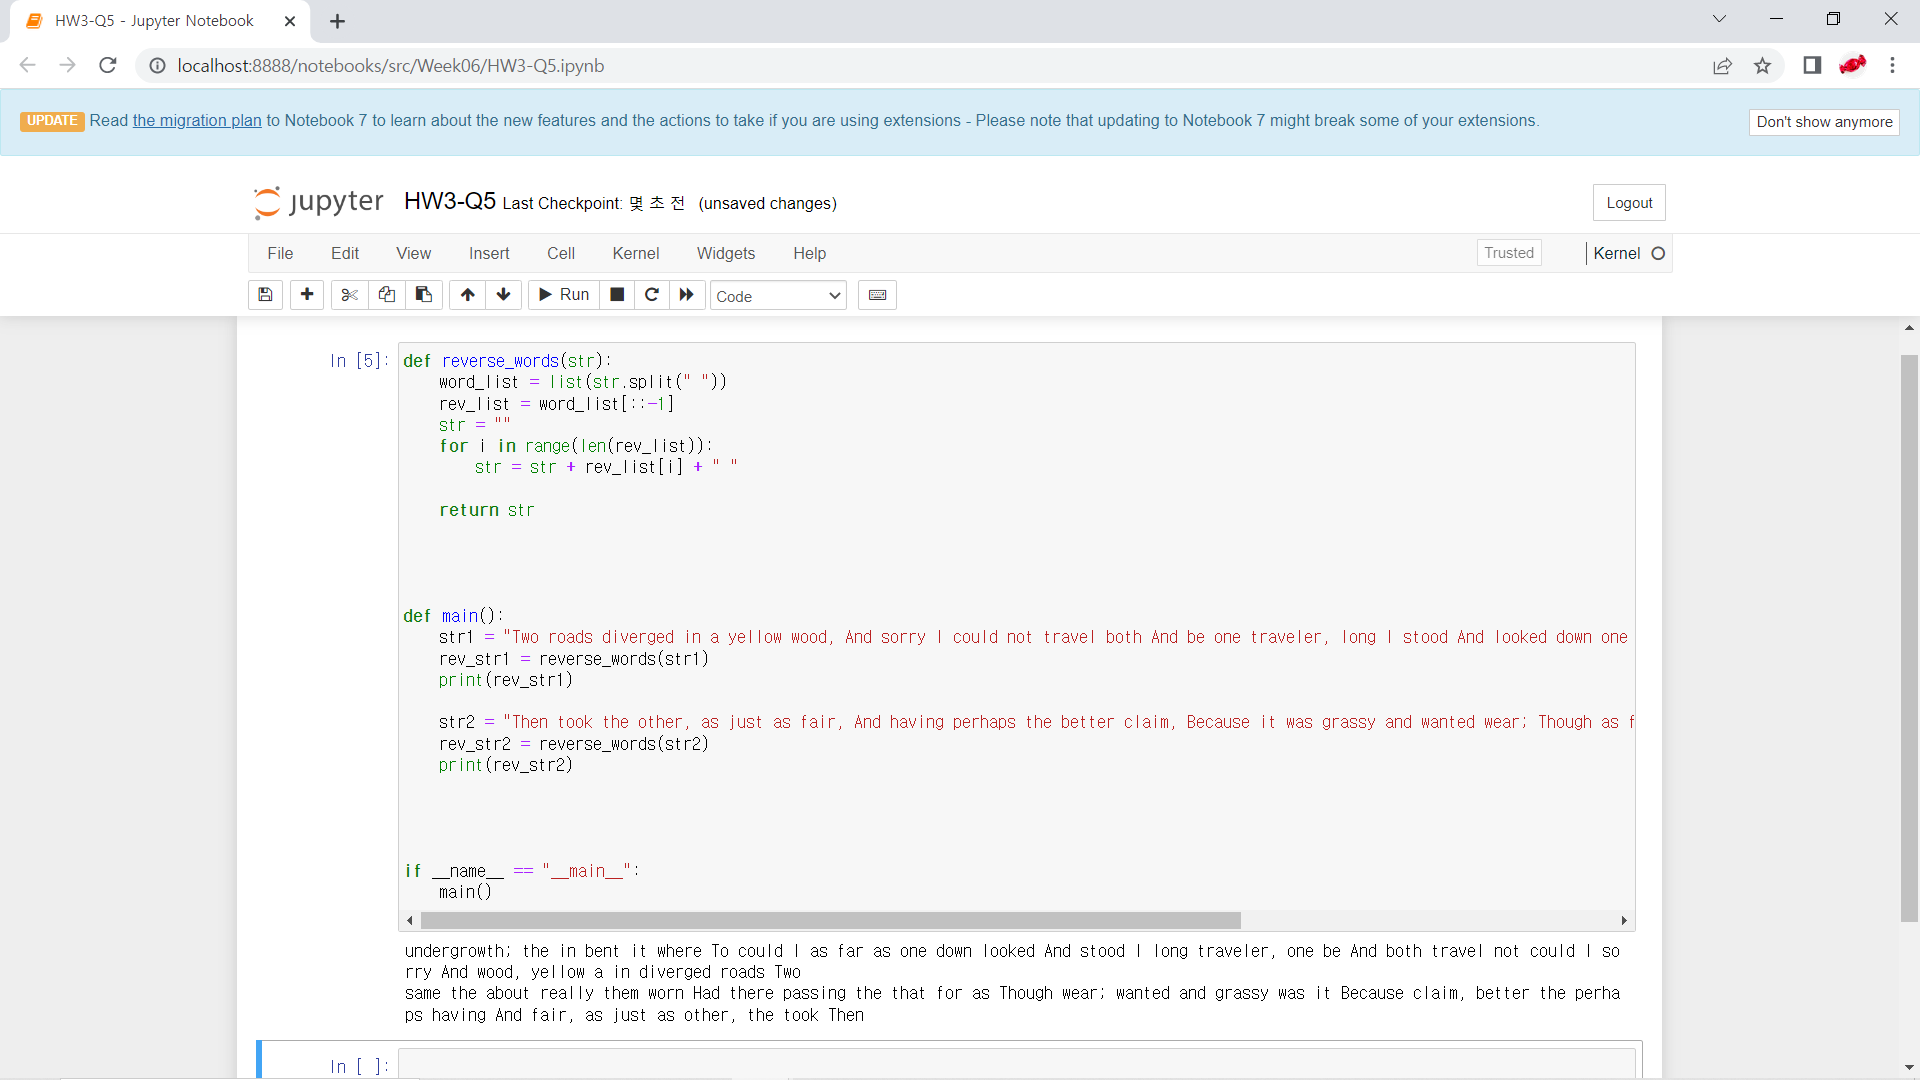 HW3-Q5 - Jupyter Notebook
localhost:8888/notebooks/src/Week06/HW3-Q5.ipynb
UPDATE Read the migration plan to Notebook 7 to learn about the new features and the actions to take if you are using extensions - Please note that updating to Notebook 7 might break some of your extensions.
Don't show anymore
jupyter HW3-Q5 Last Checkpoint: 몇 초 전 (unsaved changes)
Logout
File Edit View Insert Cell Kernel Widgets Help
Trusted
Kernel
Run
Code
In [5]:
def reverse_words(str):
    word_list = list(str.split(" "))
    rev_list = word_list[::-1]
    str = ""
    for i in range(len(rev_list)):
        str = str + rev_list[i] + " "
    return str
def main():
    str1 = "Two roads diverged in a yellow wood, And sorry I could not travel both And be one traveler, long I stood And looked down one
    rev_str1 = reverse_words(str1)
    print(rev_str1)
    str2 = "Then took the other, as just as fair, And having perhaps the better claim, Because it was grassy and wanted wear; Though as f
    rev_str2 = reverse_words(str2)
    print(rev_str2)
if __name__ == "__main__":
    main()
undergrowth; the in bent it where To could I as far as one down looked And stood I long traveler, one be And both travel not could I so
rry And wood, yellow a in diverged roads Two
same the about really them worn Had there passing the that for as Though wear; wanted and grassy was it Because claim, better the perha
ps having And fair, as just as other, the took Then
In [ ]: